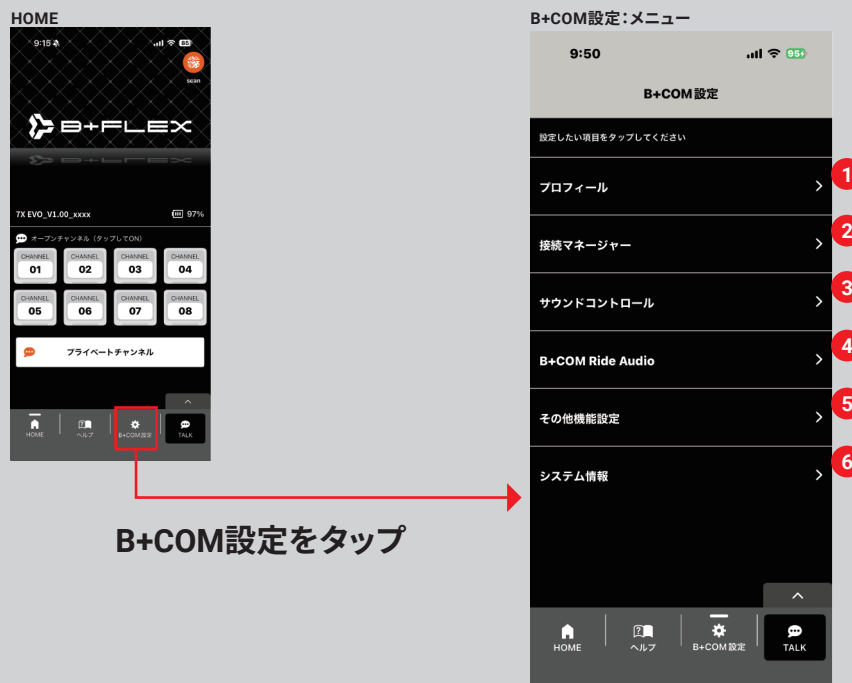 HOME
9:15
85
scan
B+FLEX
7X EVO_V1.00_xxxx
97%
オープンチャンネル（タップしてON）
CHANNEL CHANNEL CHANNEL CHANNEL
01 02 03 04
CHANNEL CHANNEL CHANNEL CHANNEL
05 06 07 08
プライベートチャンネル
HOME ヘルプ B+COM設定 TALK
B+COM設定をタップ
B+COM設定：メニュー
9:50
95
B+COM設定
設定したい項目をタップしてください
プロフィール
1
接続マネージャー
2
サウンドコントロール
3
B+COM Ride Audio
4
その他機能設定
5
システム情報
6
HOME ヘルプ B+COM設定 TALK